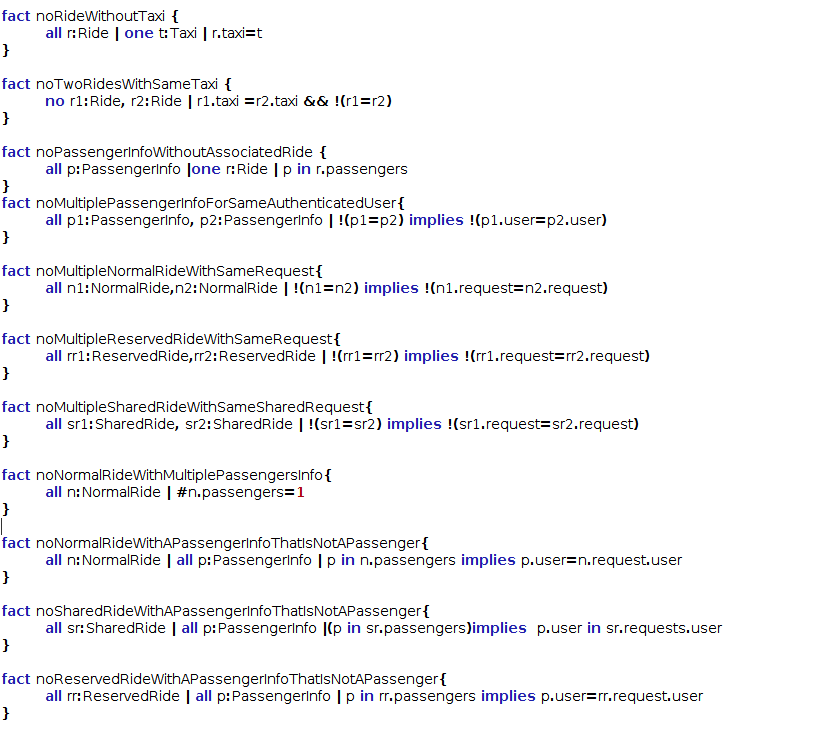 fact noRideWithoutTaxi {
all r:Ride | one t:Taxi | r.taxi=t
}
fact noTwoRidesWithSameTaxi {
no r1:Ride, r2:Ride | r1.taxi =r2.taxi && !(r1=r2)
}
fact noPassengerInfoWithoutAssociatedRide {
all p:PassengerInfo |one r:Ride | p in r.passengers
}
fact noMultiplePassengerInfoForSameAuthenticatedUser{
all p1:PassengerInfo, p2:PassengerInfo | !(p1=p2) implies !(p1.user=p2.user)
}
fact noMultipleNormalRideWithSameRequest{
all n1:NormalRide,n2:NormalRide | !(n1=n2) implies !(n1.request=n2.request)
}
fact noMultipleReservedRideWithSameRequest{
all rr1:ReservedRide,rr2:ReservedRide | !(rr1=rr2) implies !(rr1.request=rr2.request)
}
fact noMultipleSharedRideWithSameSharedRequest{
all sr1:SharedRide, sr2:SharedRide | !(sr1=sr2) implies !(sr1.request=sr2.request)
}
fact noNormalRideWithMultiplePassengersInfo{
all n:NormalRide | #n.passengers=1
}
fact noNormalRideWithAPassengerInfoThatIsNotAPassenger{
all n:NormalRide | all p:PassengerInfo | p in n.passengers implies p.user=n.request.user
}
fact noSharedRideWithAPassengerInfoThatIsNotAPassenger{
all sr:SharedRide | all p:PassengerInfo |(p in sr.passengers)implies  p.user in sr.requests.user
}
fact noReservedRideWithAPassengerInfoThatIsNotAPassenger{
all rr:ReservedRide | all p:PassengerInfo | p in rr.passengers implies p.user=rr.request.user
}